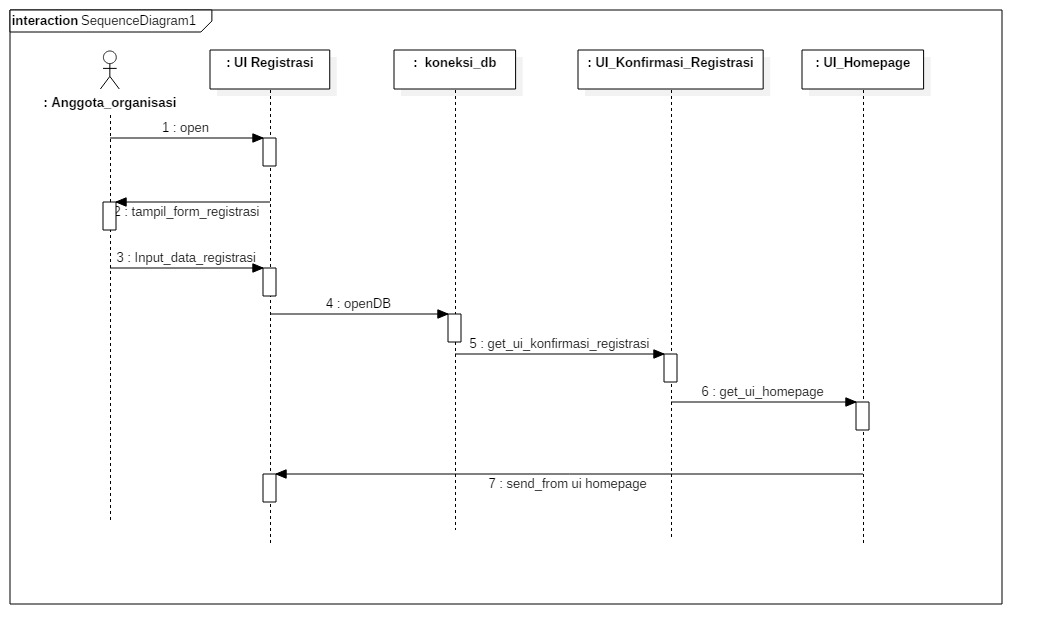 interaction SequenceDiagram1
: UI Registrasi
: koneksi_db
: UI_Konfirmasi_Registrasi
: UI_Homepage
: Anggota_organisasi
1 : open
2 : tampil_form_registrasi
3 : Input_data_registrasi
4 : openDB
5 : get_ui_konfirmasi_registrasi
6 : get_ui_homepage
7 : send_from ui homepage